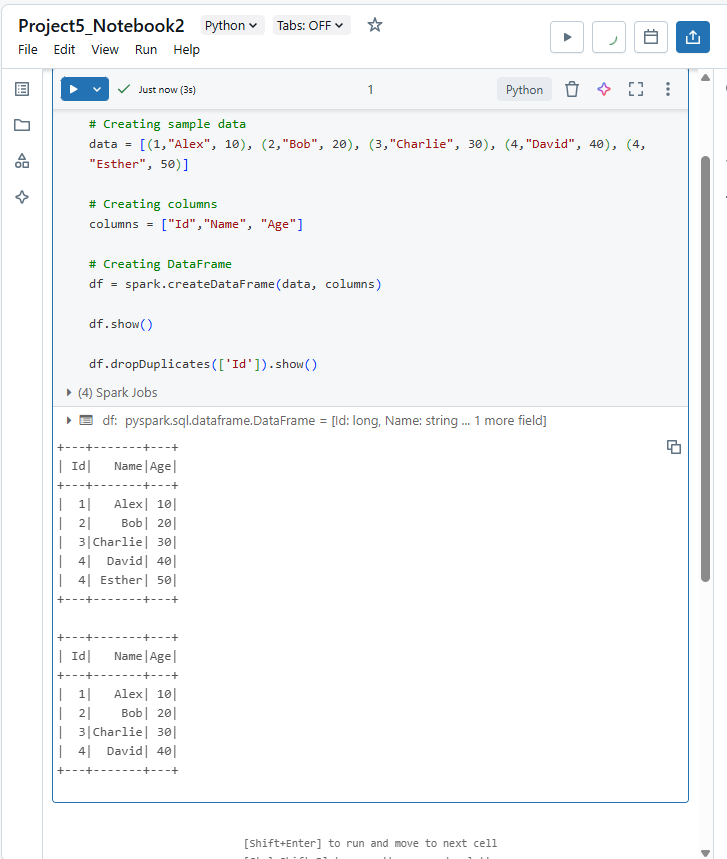 Project5_Notebook2 Python Tabs: OFF
File Edit View Run Help
Just now (3s) 1 Python
# Creating sample data
data = [(1,"Alex", 10), (2,"Bob", 20), (3,"Charlie", 30), (4,"David", 40), (4,
"Esther", 50)]
# Creating columns
columns = ["Id","Name", "Age"]
# Creating DataFrame
df = spark.createDataFrame(data, columns)
df.show()
df.dropDuplicates(['Id']).show()
(4) Spark Jobs
df: pyspark.sql.dataframe.DataFrame = [Id: long, Name: string ... 1 more field]
+---+-------+---+
| Id|   Name|Age|
+---+-------+---+
|  1|   Alex| 10|
|  2|    Bob| 20|
|  3|Charlie| 30|
|  4|  David| 40|
|  4| Esther| 50|
+---+-------+---+
+---+-------+---+
| Id|   Name|Age|
+---+-------+---+
|  1|   Alex| 10|
|  2|    Bob| 20|
|  3|Charlie| 30|
|  4|  David| 40|
+---+-------+---+
[Shift+Enter] to run and move to next cell